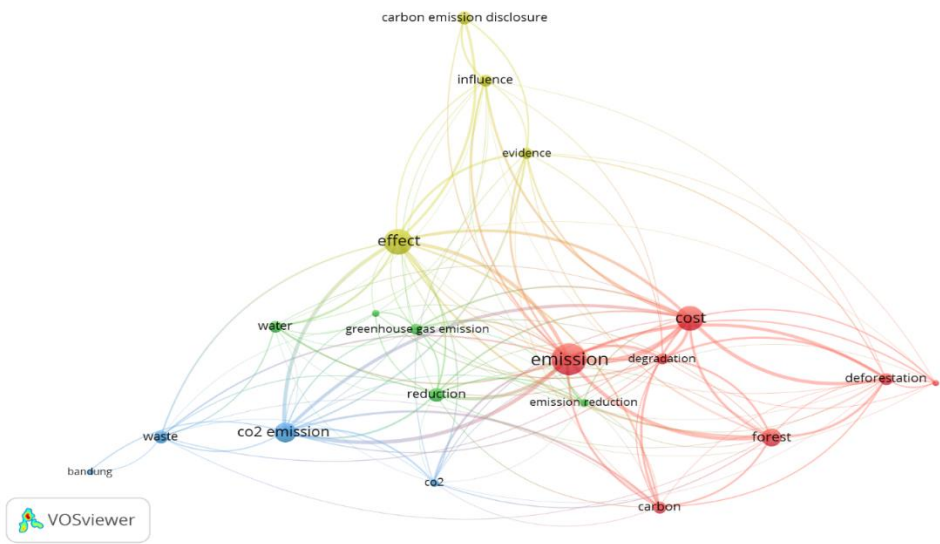 carbon emission disclosure
influence
evidence
effect
cost
water
greenhouse gas emission
emission
degradation
deforestation
reduction
emission reduction
co2 emission
waste
forest
bandung
co2
carbon
VOSviewer